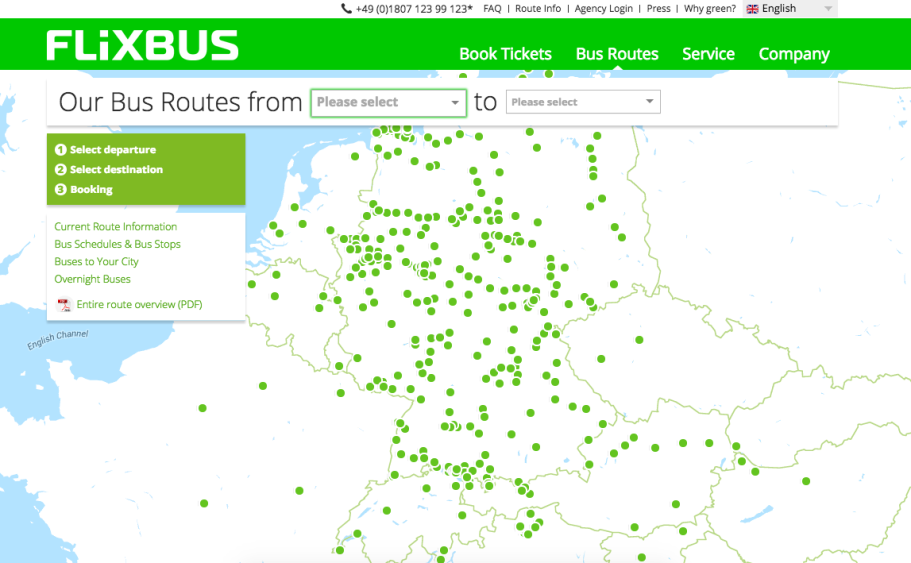 +49 (0)1807 123 99 123* FAQ | Route Info | Agency Login | Press | Why green? English
FLiXBUS
Book Tickets Bus Routes Service Company
Our Bus Routes from Please select to Please select
1 Select departure
2 Select destination
3 Booking
Current Route Information
Bus Schedules & Bus Stops
Buses to Your City
Overnight Buses
Entire route overview (PDF)
English Channel